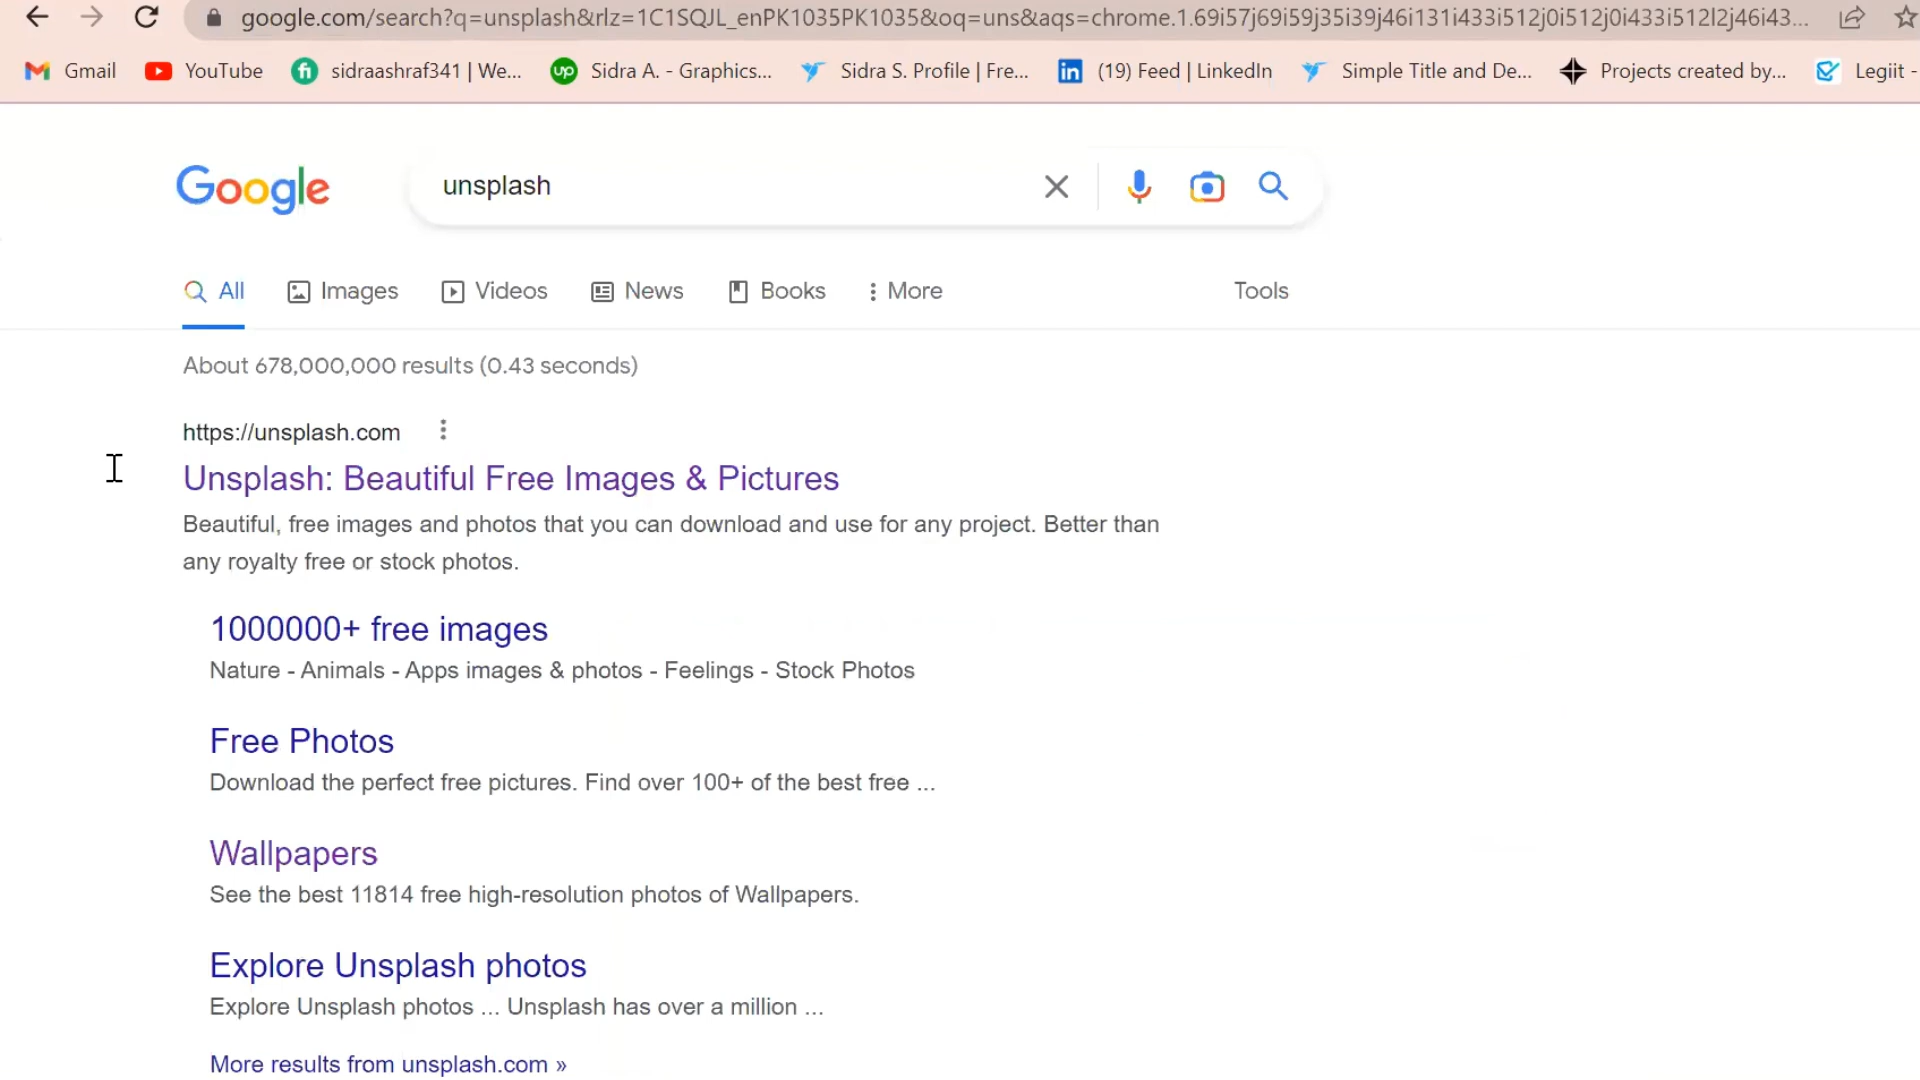 google.com/search?q=unsplash&rlz=1C1SQJL_enPK1035PK1035&oq=uns&aqs=chrome.1.69i57j69i59j35i39j46i131i433i512j0i512j0i433i512l2j46i43...
Gmail YouTube fi sidraashraf341 | We... up Sidra A. - Graphics... Sidra S. Profile | Fre... in (19) Feed | LinkedIn Simple Title and De... Projects created by... Legiit -
Google unsplash
All Images Videos News Books More Tools
About 678,000,000 results (0.43 seconds)
https://unsplash.com
Unsplash: Beautiful Free Images & Pictures
Beautiful, free images and photos that you can download and use for any project. Better than
any royalty free or stock photos.
1000000+ free images
Nature - Animals - Apps images & photos - Feelings - Stock Photos
Free Photos
Download the perfect free pictures. Find over 100+ of the best free ...
Wallpapers
See the best 11814 free high-resolution photos of Wallpapers.
Explore Unsplash photos
Explore Unsplash photos ... Unsplash has over a million ...
More results from unsplash.com »